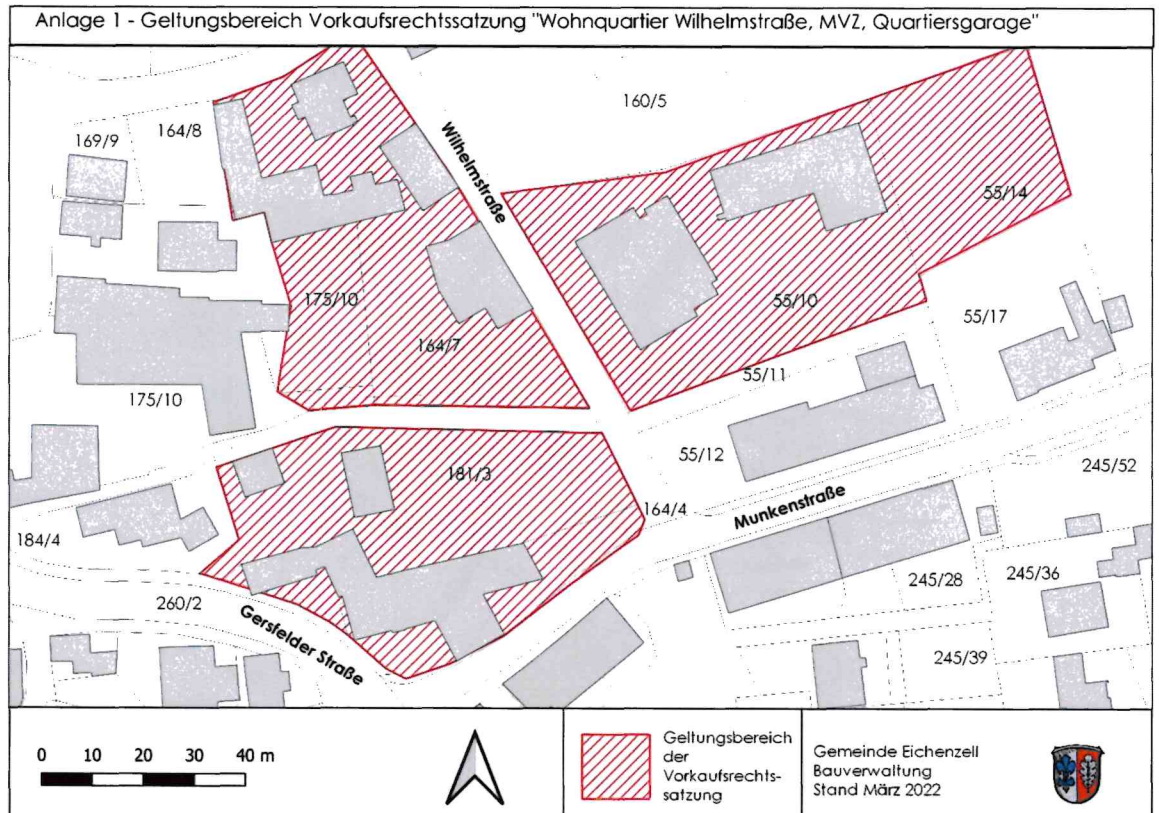 Anlage 1 - Geltungsbereich Vorkaufsrechtssatzung "Wohnquartier Wilhelmstraße, MVZ, Quartiersgarage"
160/5
164/8
169/9
Wilhelmstraße
55/14
175/10
55/10
55/17
164/7
55/11
175/10
55/12
181/3
245/52
164/4
Munkenstraße
184/4
245/28
245/36
260/2
Gersfelder Straße
245/39
0 10 20 30 40 m
Geltungsbereich
der
Vorkaufsrechts-
satzung
Gemeinde Eichenzell
Bauverwaltung
Stand März 2022